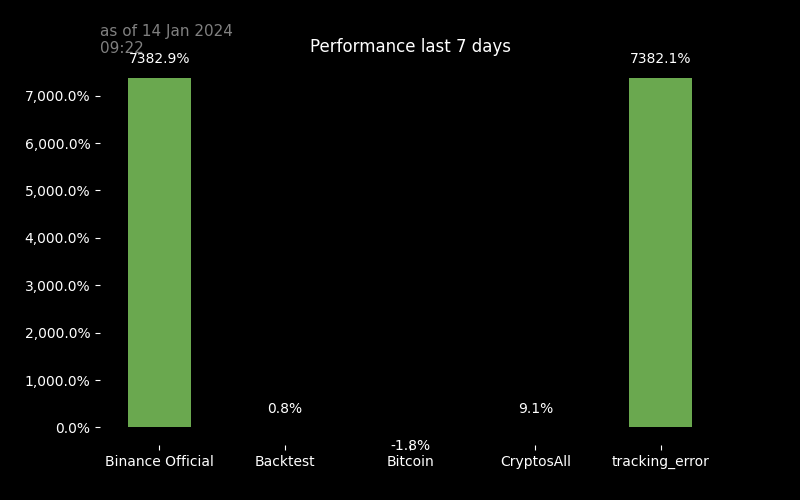 as of 14 Jan 2024
09:22
Performance last 7 days
7382.9%
7382.1%
7,000.0%
6,000.0%
5,000.0%
4,000.0%
3,000.0%
2,000.0%
1,000.0%
0.0%
0.8%
-1.8%
9.1%
Binance Official
Backtest
Bitcoin
CryptosAll
tracking_error